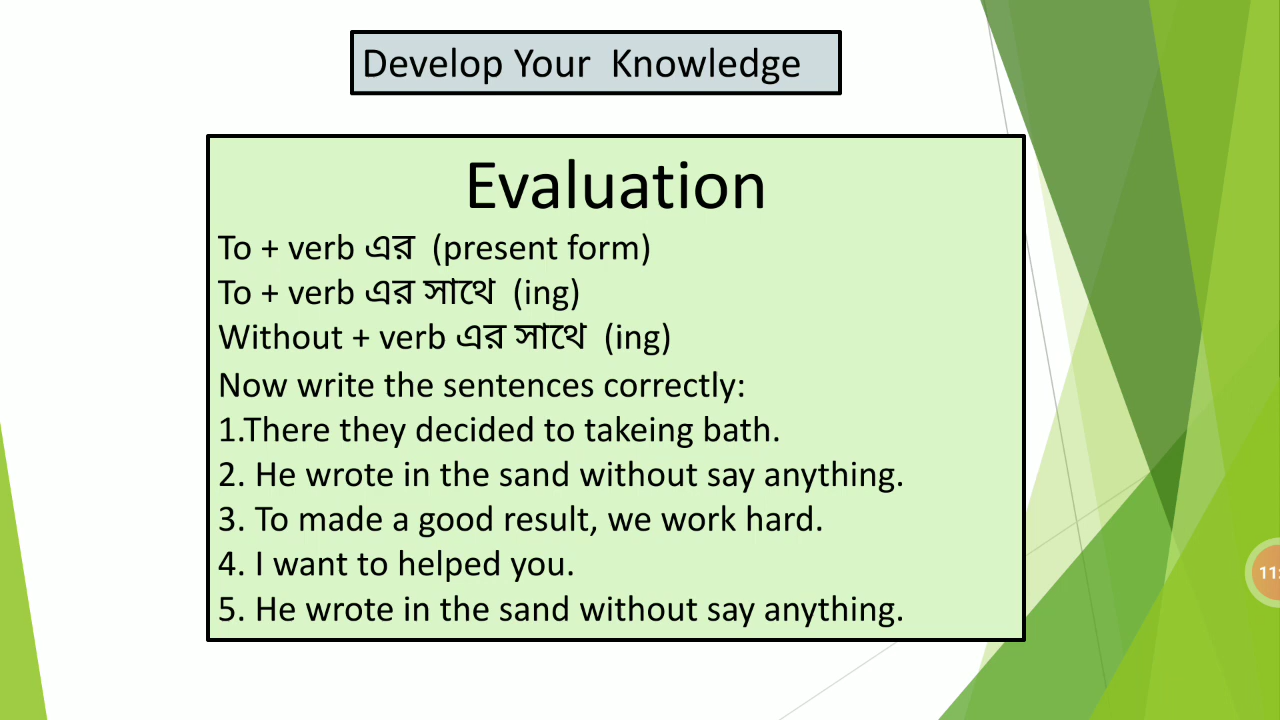 Develop Your Knowledge
Evaluation
To + verb এর (present form)
To + verb এর সাথে (ing)
Without + verb এর সাথে (ing)
Now write the sentences correctly:
1.There they decided to takeing bath.
2. He wrote in the sand without say anything.
3. To made a good result, we work hard.
4. I want to helped you.
5. He wrote in the sand without say anything.